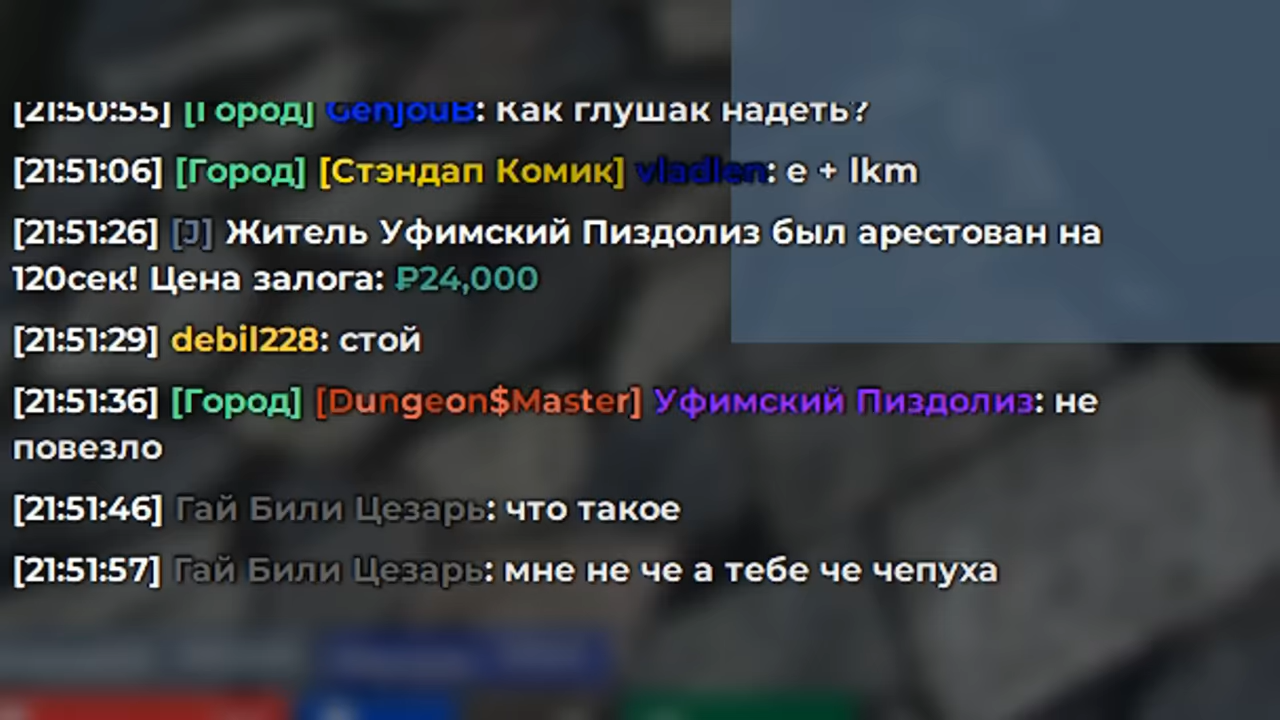 [21:50:55] [Город] GenjouB: Как глушак надеть?
[21:51:06] [Город] [Стэндап Комик] vladlen: e + lkm
[21:51:26] [J] Житель Уфимский Пиздолиз был арестован на
120сек! Цена залога: ₽24,000
[21:51:29] debil228: стой
[21:51:36] [Город] [Dungeon$Master] Уфимский Пиздолиз: не
повезло
[21:51:46] Гай Били Цезарь: что такое
[21:51:57] Гай Били Цезарь: мне не че а тебе че чепуха